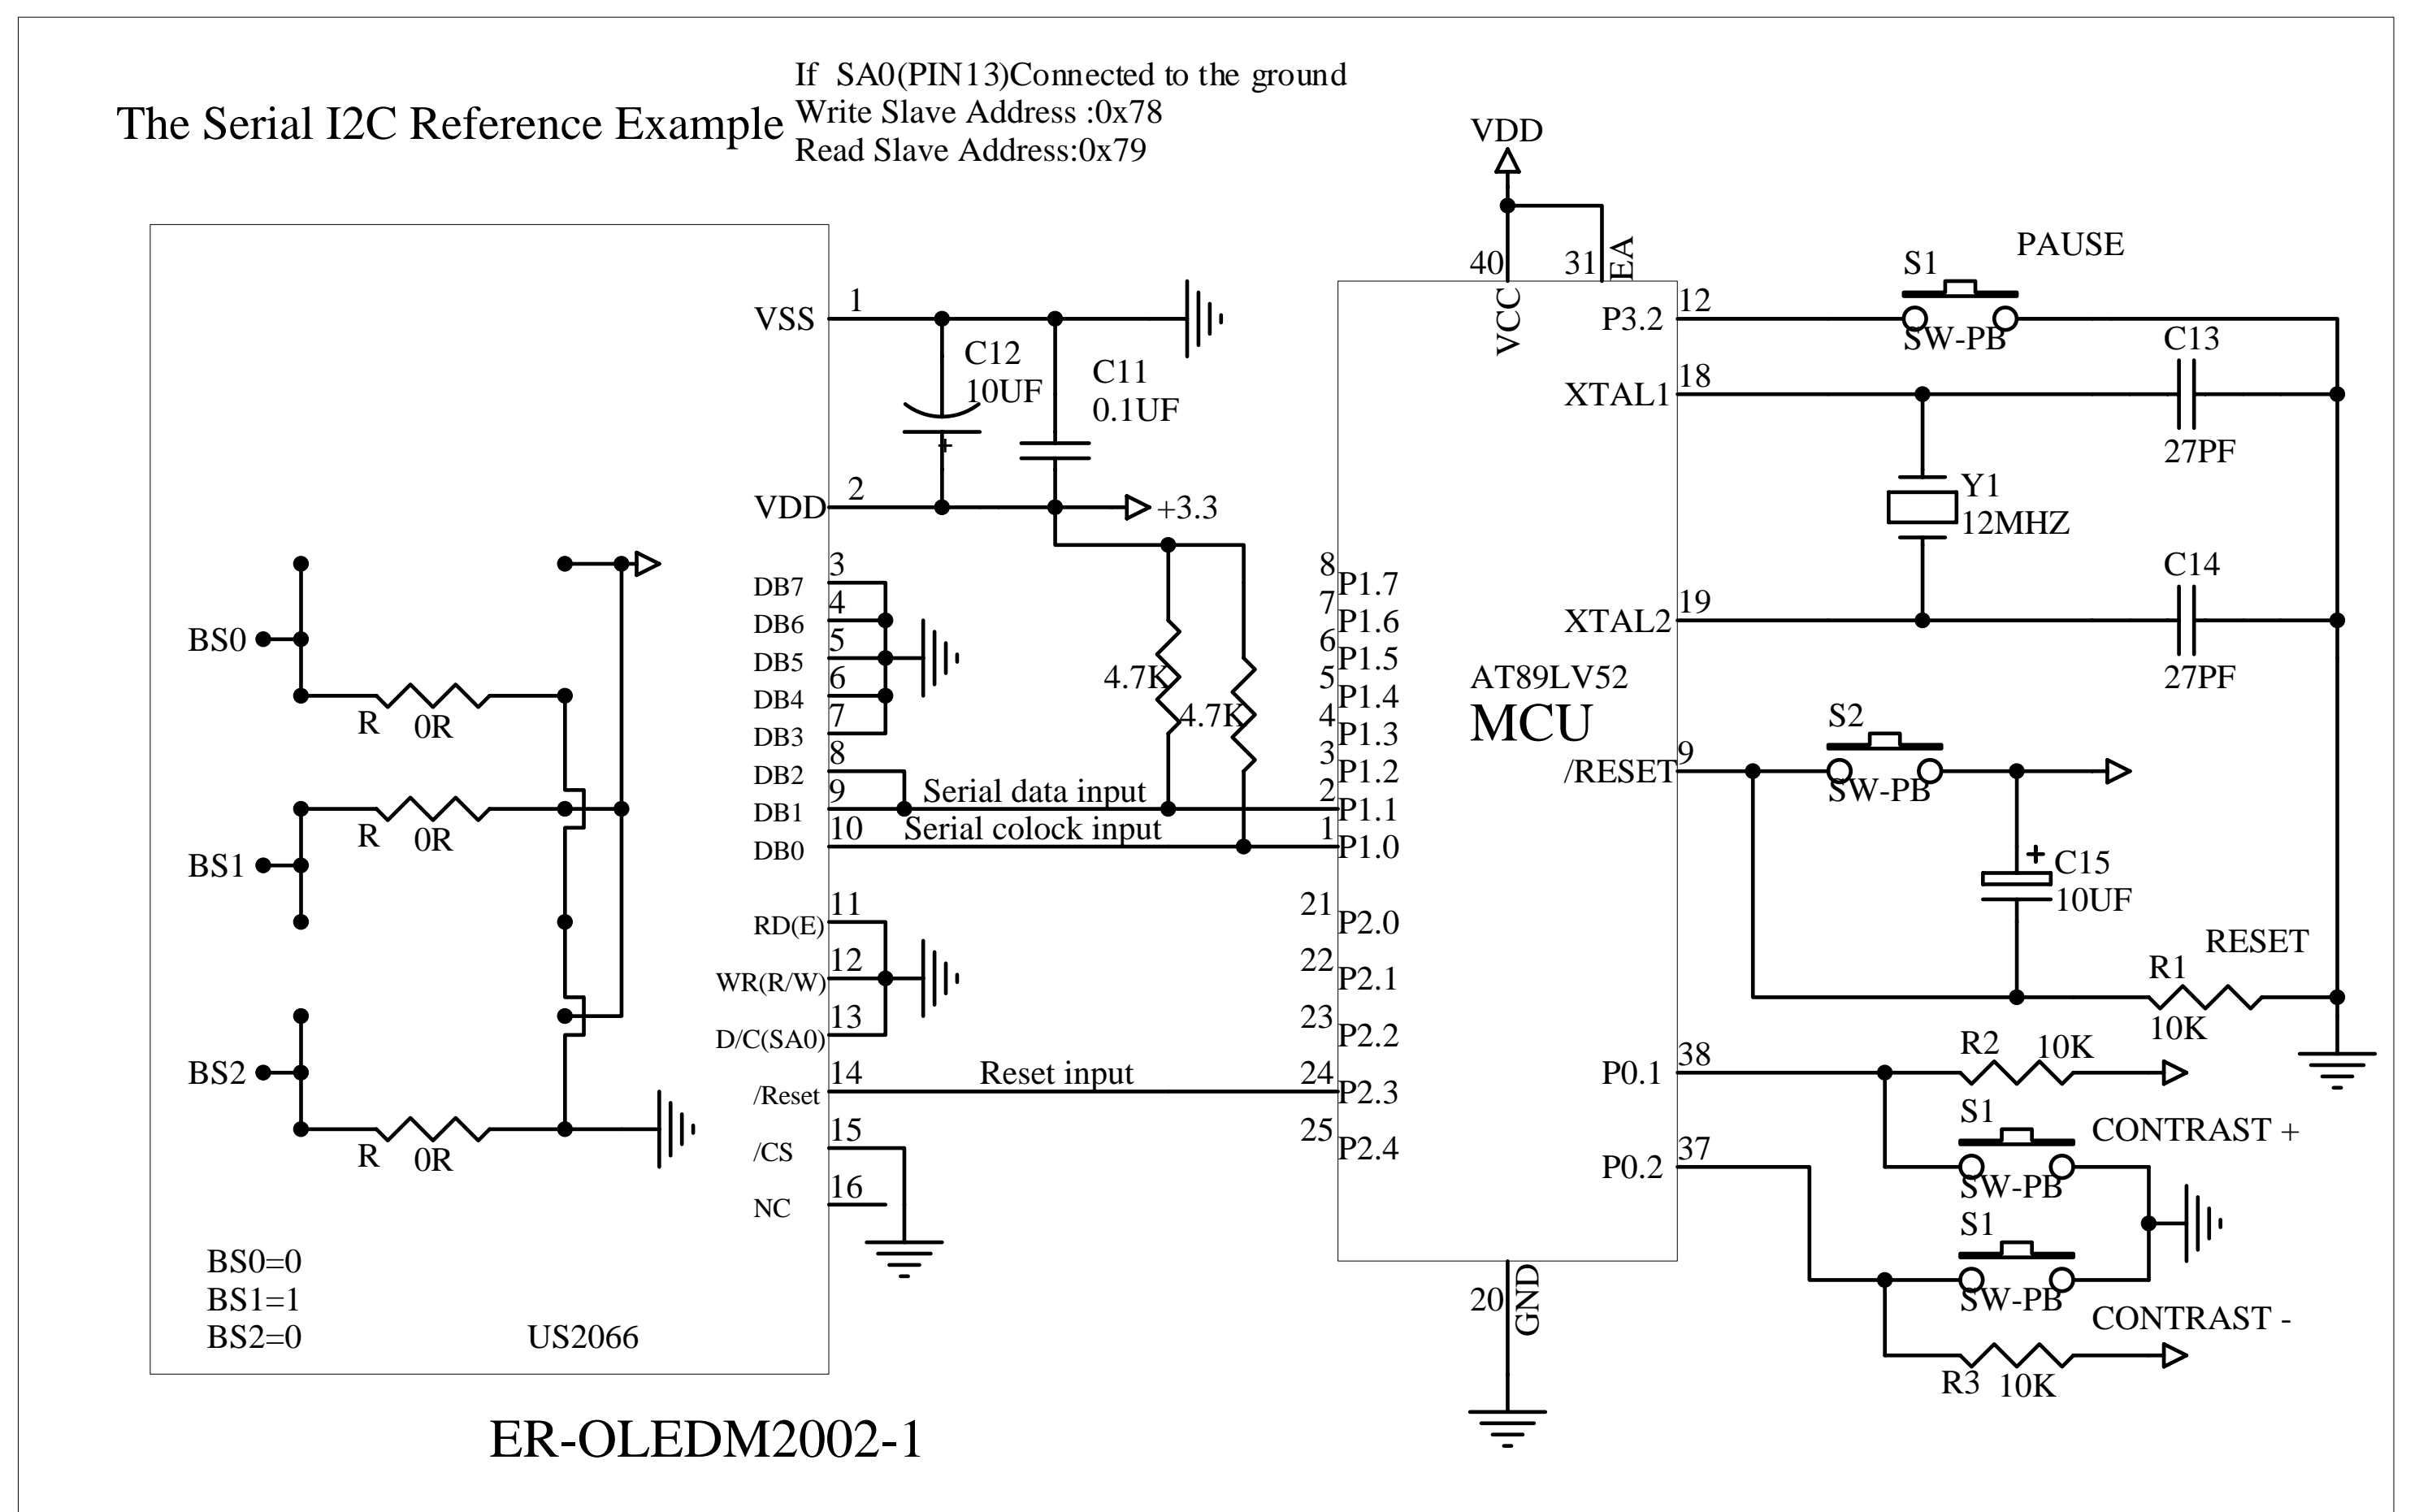 The Serial I2C Reference Example
If SA0(PIN13)Connected to the ground
Write Slave Address :0x78
Read Slave Address:0x79
VSS
1
C12
10UF
C11
0.1UF
+
VDD
2
+3.3
DB7
3
DB6
4
DB5
5
DB4
6
DB3
7
DB2
8
DB1
9
DB0
10
Serial data input
Serial colock input
4.7K
4.7K
RD(E)
11
WR(R/W)
12
D/C(SA0)
13
/Reset
14
Reset input
/CS
15
NC
16
BS0
R 0R
BS1
R 0R
BS2
R 0R
BS0=0
BS1=1
BS2=0
US2066
ER-OLEDM2002-1
VDD
40
VCC
31
EA
8
P1.7
7
P1.6
6
P1.5
5
P1.4
4
P1.3
3
P1.2
2
P1.1
1
P1.0
21
P2.0
22
P2.1
23
P2.2
24
P2.3
25
P2.4
AT89LV52
MCU
20
GND
P3.2
12
S1
PAUSE
SW-PB
XTAL1
18
C13
27PF
Y1
12MHZ
XTAL2
19
C14
27PF
/RESET
9
S2
SW-PB
+
C15
10UF
RESET
R1
10K
P0.1
38
R2 10K
S1
CONTRAST +
SW-PB
P0.2
37
S1
SW-PB
CONTRAST -
R3 10K